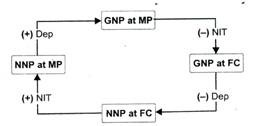 GNP at MP
(+) Dep
(–) NIT
NNP at MP
GNP at FC
(+) NIT
(–) Dep
NNP at FC